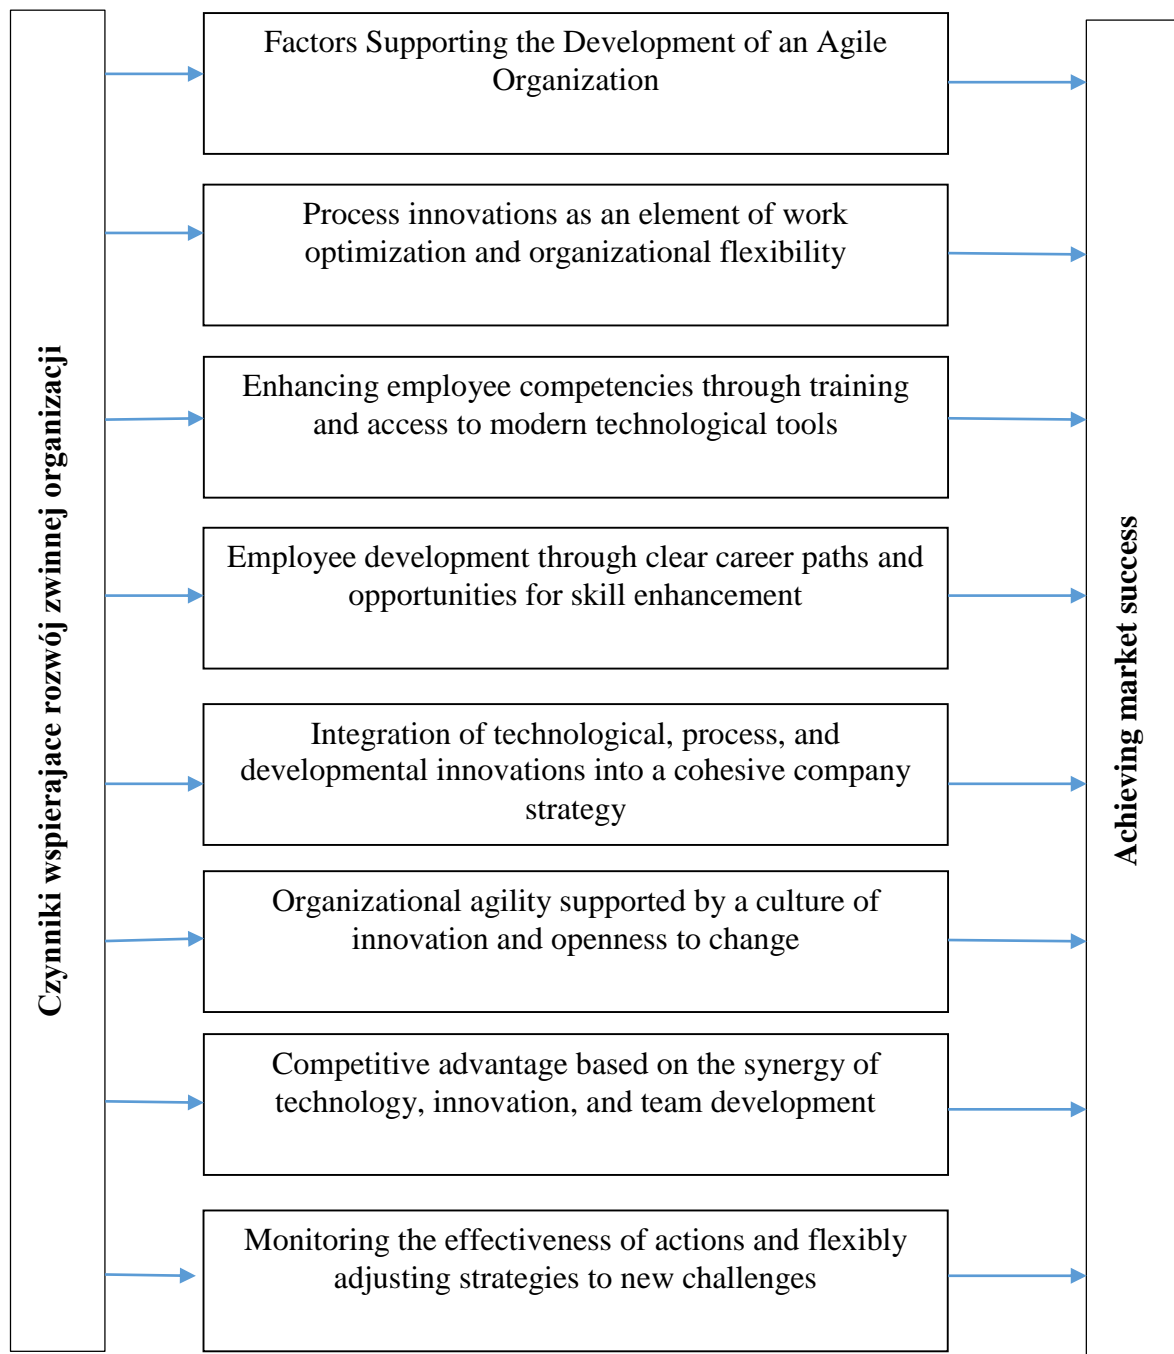 Czynniki wspierajace rozwój zwinnej organizacji
Factors Supporting the Development of an Agile
Organization
Process innovations as an element of work
optimization and organizational flexibility
Enhancing employee competencies through training
and access to modern technological tools
Employee development through clear career paths and
opportunities for skill enhancement
Integration of technological, process, and
developmental innovations into a cohesive company
strategy
Organizational agility supported by a culture of
innovation and openness to change
Competitive advantage based on the synergy of
technology, innovation, and team development
Monitoring the effectiveness of actions and flexibly
adjusting strategies to new challenges
Achieving market success